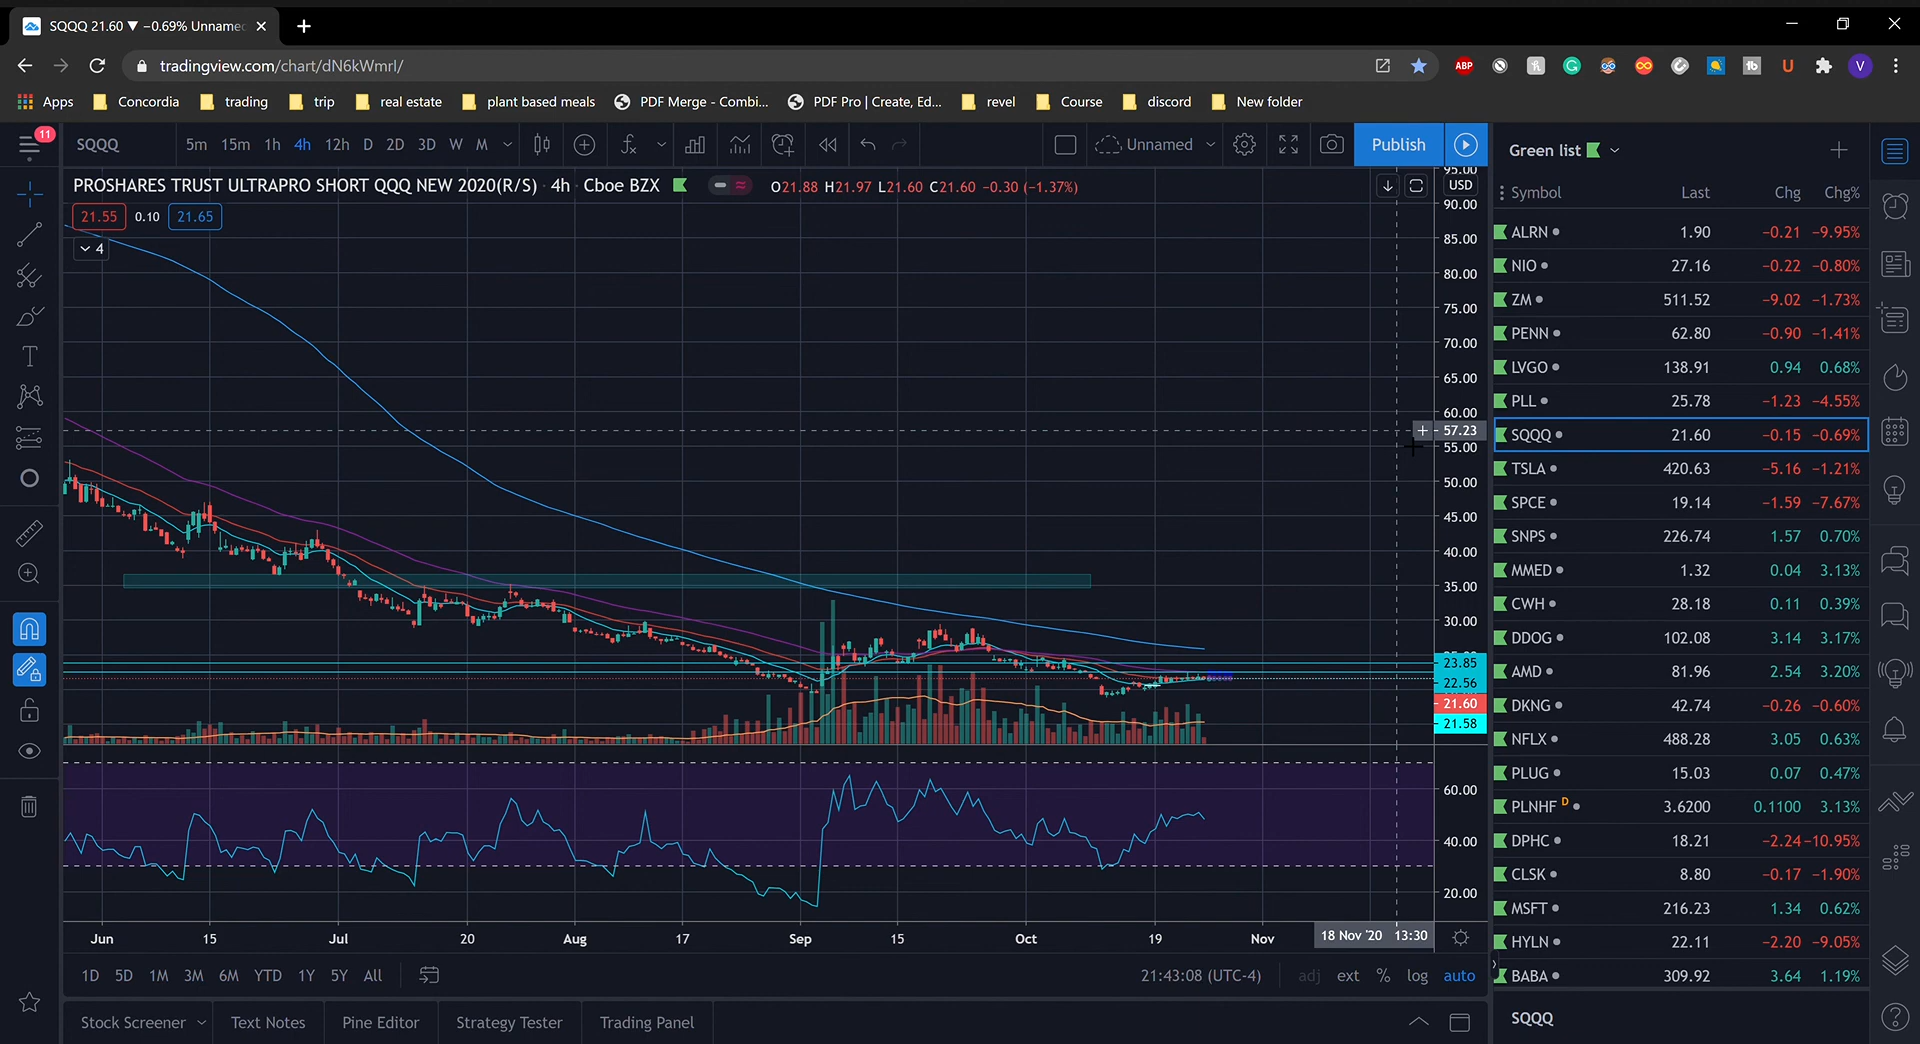 SQQQ 21.60 ▼ −0.69% Unname
tradingview.com/chart/dN6kWmrI/
ABP
V
Apps
Concordia
trading
trip
real estate
plant based meals
PDF Merge - Combi...
PDF Pro | Create, Ed...
revel
Course
discord
New folder
11
SQQQ
5m 15m 1h 4h 12h D 2D 3D W M
Unnamed
Publish
PROSHARES TRUST ULTRAPRO SHORT QQQ NEW 2020(R/S) · 4h · Cboe BZX
O21.88 H21.97 L21.60 C21.60 −0.30 (−1.37%)
21.55 0.10 21.65
4
95.00
USD
90.00
85.00
80.00
75.00
70.00
65.00
60.00
57.23
55.00
50.00
45.00
40.00
35.00
30.00
23.85
22.56
21.60
21.58
60.00
40.00
20.00
Jun 15 Jul 20 Aug 17 Sep 15 Oct 19 Nov
18 Nov '20 13:30
1D 5D 1M 3M 6M YTD 1Y 5Y All
21:43:08 (UTC-4)
adj ext % log auto
Stock Screener
Text Notes
Pine Editor
Strategy Tester
Trading Panel
Green list
Symbol Last Chg Chg%
ALRN 1.90 −0.21 −9.95%
NIO 27.16 −0.22 −0.80%
ZM 511.52 −9.02 −1.73%
PENN 62.80 −0.90 −1.41%
LVGO 138.91 0.94 0.68%
PLL 25.78 −1.23 −4.55%
SQQQ 21.60 −0.15 −0.69%
TSLA 420.63 −5.16 −1.21%
SPCE 19.14 −1.59 −7.67%
SNPS 226.74 1.57 0.70%
MMED 1.32 0.04 3.13%
CWH 28.18 0.11 0.39%
DDOG 102.08 3.14 3.17%
AMD 81.96 2.54 3.20%
DKNG 42.74 −0.26 −0.60%
NFLX 488.28 3.05 0.63%
PLUG 15.03 0.07 0.47%
PLNHF D 3.6200 0.1100 3.13%
DPHC 18.21 −2.24 −10.95%
CLSK 8.80 −0.17 −1.90%
MSFT 216.23 1.34 0.62%
HYLN 22.11 −2.20 −9.05%
BABA 309.92 3.64 1.19%
SQQQ